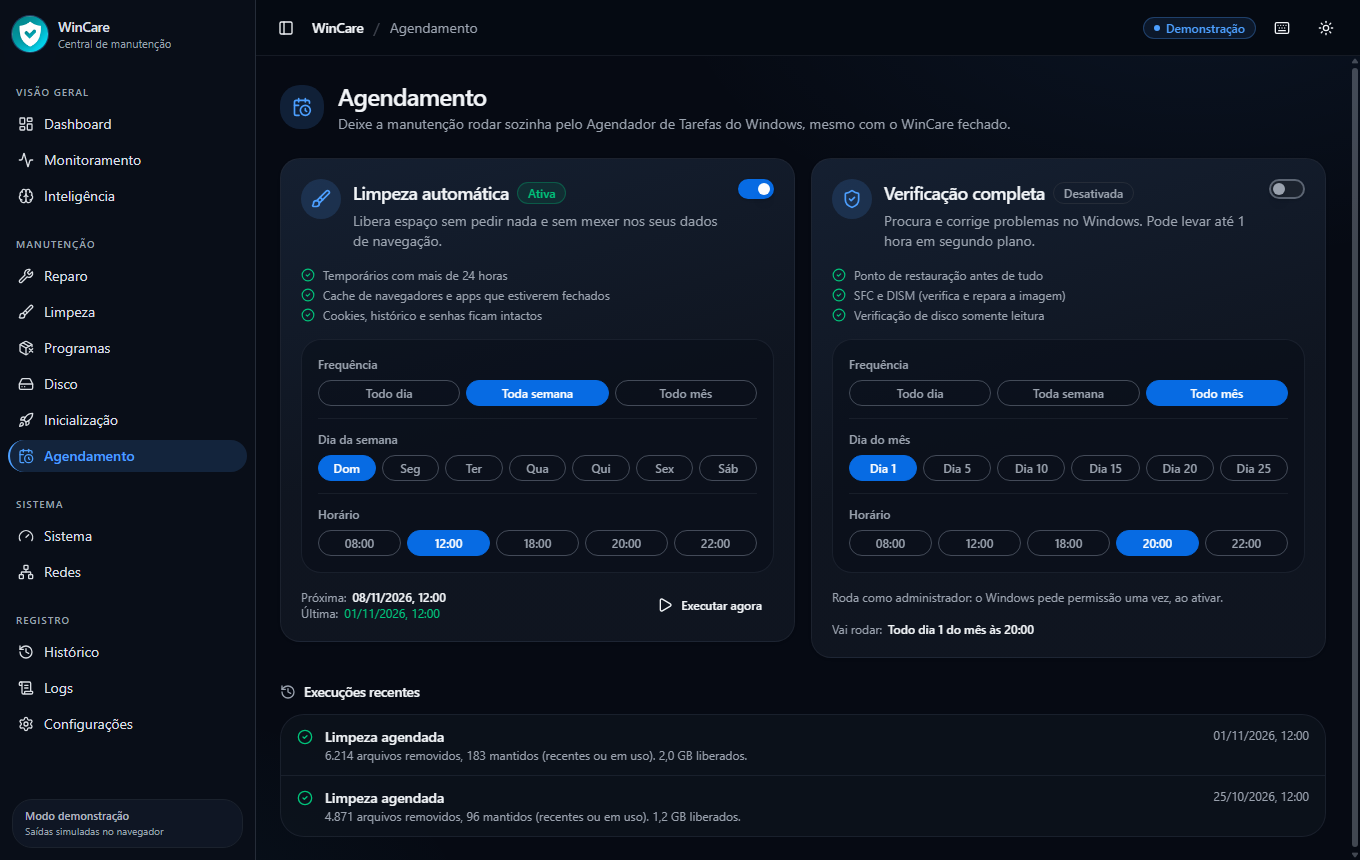 WinCare
Central de manutenção
VISÃO GERAL
Dashboard
Monitoramento
Inteligência
MANUTENÇÃO
Reparo
Limpeza
Programas
Disco
Inicialização
Agendamento
SISTEMA
Sistema
Redes
REGISTRO
Histórico
Logs
Configurações
Modo demonstração
Saídas simuladas no navegador
WinCare / Agendamento
Demonstração
Agendamento
Deixe a manutenção rodar sozinha pelo Agendador de Tarefas do Windows, mesmo com o WinCare fechado.
Limpeza automática Ativa
Libera espaço sem pedir nada e sem mexer nos seus dados
de navegação.
Temporários com mais de 24 horas
Cache de navegadores e apps que estiverem fechados
Cookies, histórico e senhas ficam intactos
Frequência
Todo dia Toda semana Todo mês
Dia da semana
Dom Seg Ter Qua Qui Sex Sáb
Horário
08:00 12:00 18:00 20:00 22:00
Próxima: 08/11/2026, 12:00
Última: 01/11/2026, 12:00
Executar agora
Verificação completa Desativada
Procura e corrige problemas no Windows. Pode levar até 1
hora em segundo plano.
Ponto de restauração antes de tudo
SFC e DISM (verifica e repara a imagem)
Verificação de disco somente leitura
Frequência
Todo dia Toda semana Todo mês
Dia do mês
Dia 1 Dia 5 Dia 10 Dia 15 Dia 20 Dia 25
Horário
08:00 12:00 18:00 20:00 22:00
Roda como administrador: o Windows pede permissão uma vez, ao ativar.
Vai rodar: Todo dia 1 do mês às 20:00
Execuções recentes
Limpeza agendada 01/11/2026, 12:00
6.214 arquivos removidos, 183 mantidos (recentes ou em uso). 2,0 GB liberados.
Limpeza agendada 25/10/2026, 12:00
4.871 arquivos removidos, 96 mantidos (recentes ou em uso). 1,2 GB liberados.